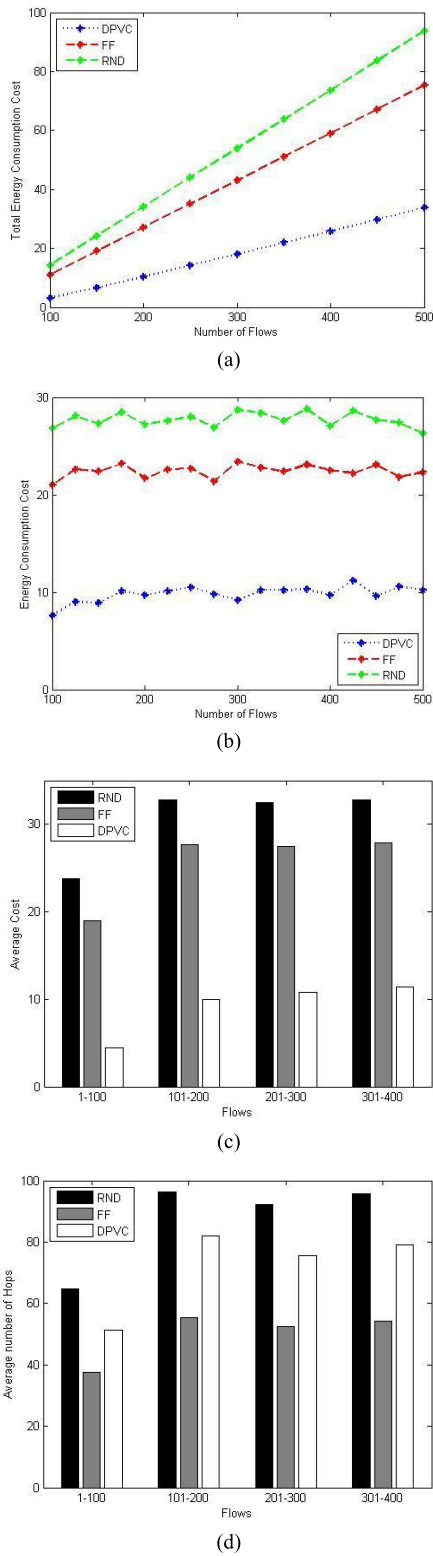 100
80
60
40
20
0
Total Energy Consumption Cost
DPVC
FF
RND
100
200
300
400
500
Number of Flows
(a)
30
20
10
0
Energy Consumption Cost
DPVC
FF
RND
100
200
300
400
500
Number of Flows
(b)
30
20
10
0
Average Cost
RND
FF
DPVC
1-100
101-200
201-300
301-400
Flows
(c)
100
80
60
40
20
0
Average number of Hops
RND
FF
DPVC
1-100
101-200
201-300
301-400
Flows
(d)